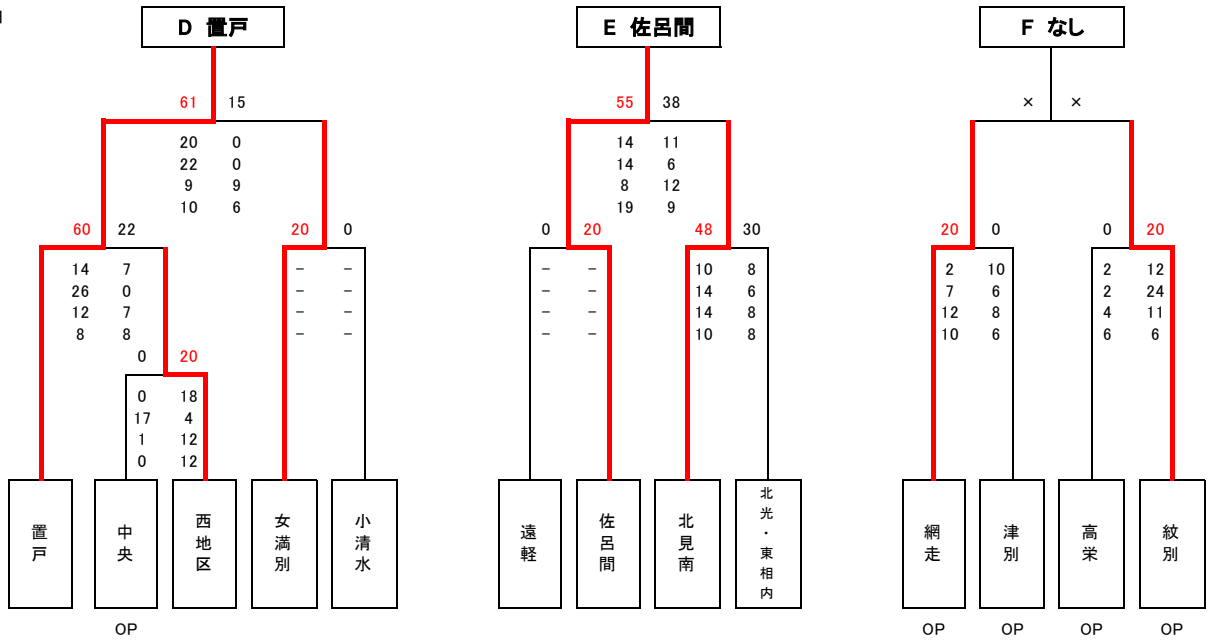 D 置戸
E 佐呂間
F なし
61 15
55 38
× ×
20 0
22 0
9 9
10 6
14 11
14 6
8 12
19 9
60 22
20 0
0 20
48 30
20 0
0 20
14 7
26 0
12 7
8 8
- -
- -
- -
- -
- -
- -
- -
- -
10 8
14 6
14 8
10 8
2 10
7 6
12 8
10 6
2 12
2 24
4 11
6 6
0 20
0 18
17 4
1 12
0 12
置戸
中央
西地区
女満別
小清水
遠軽
佐呂間
北見南
北光・東相内
網走
津別
高栄
紋別
OP
OP
OP
OP
OP